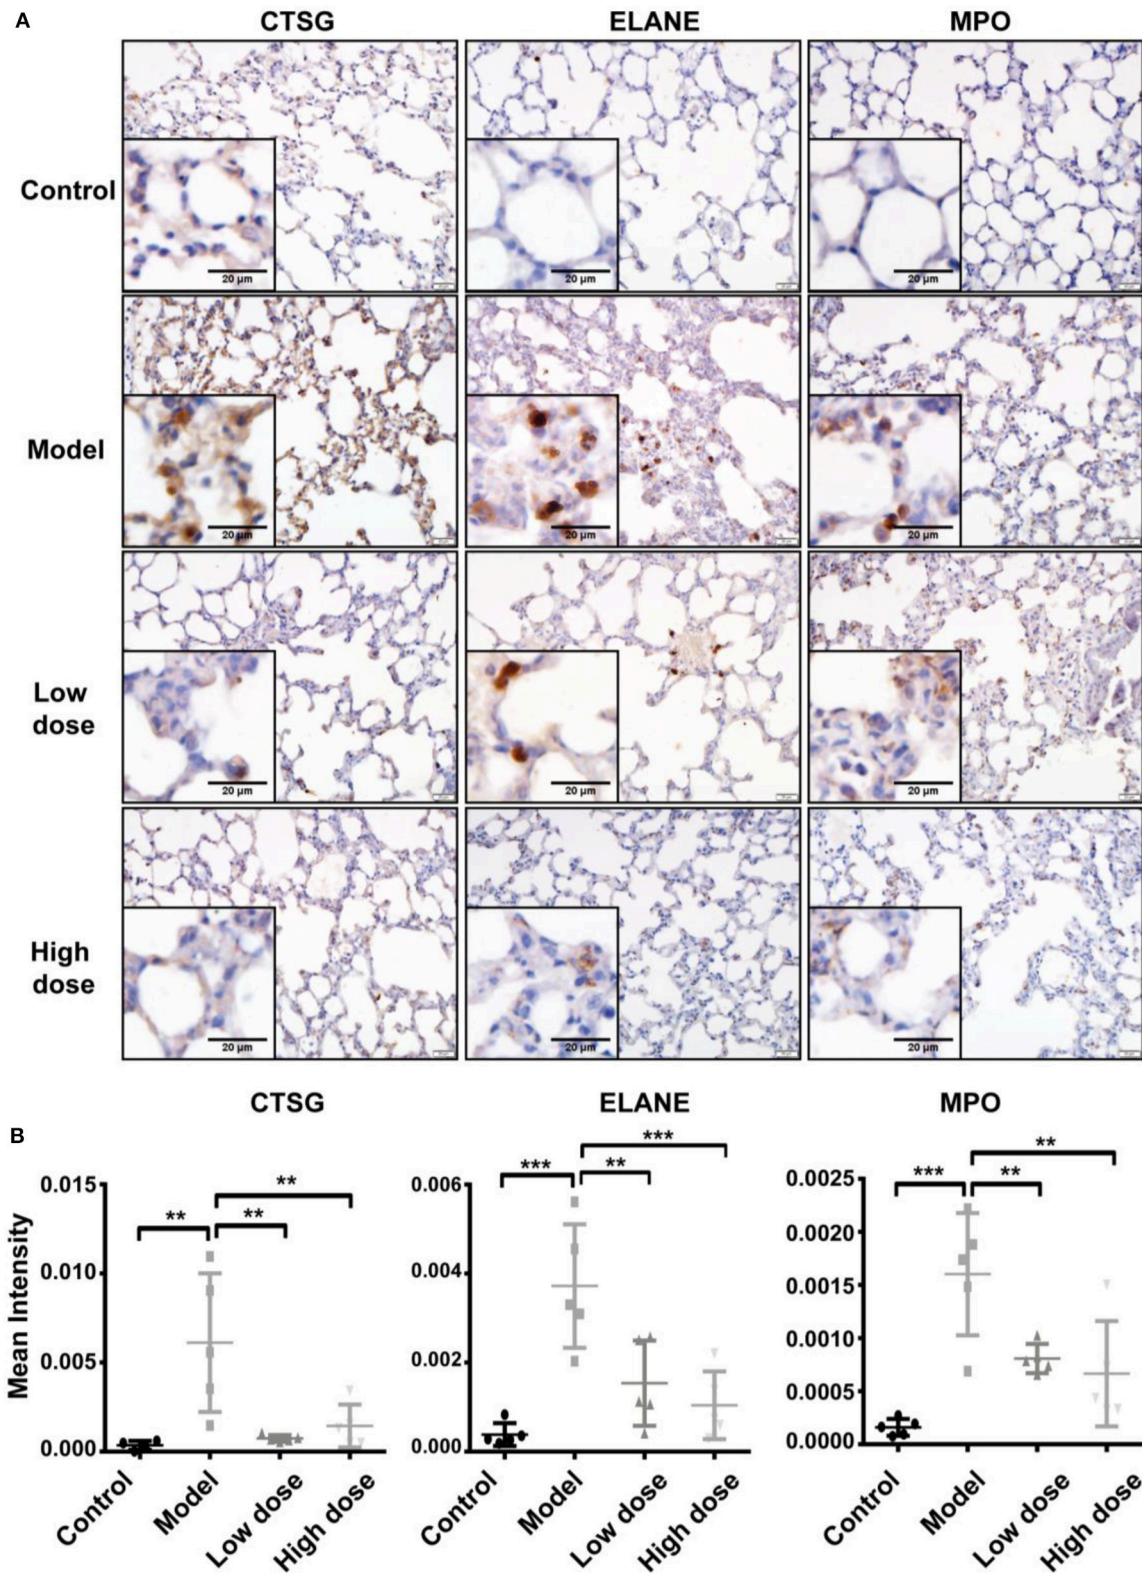 A
CTSG ELANE MPO
Control
20 µm 20 µm 20 µm
Model
20 µm 20 µm 20 µm
Low
dose
20 µm 20 µm 20 µm
High
dose
20 µm 20 µm 20 µm
CTSG ELANE MPO
B
Mean Intensity
** ** **
0.015
0.010
0.005
0.000
Control Model Low dose High dose
*** ** ***
0.006
0.004
0.002
0.000
Control Model Low dose High dose
*** ** **
0.0025
0.0020
0.0015
0.0010
0.0005
0.0000
Control Model Low dose High dose